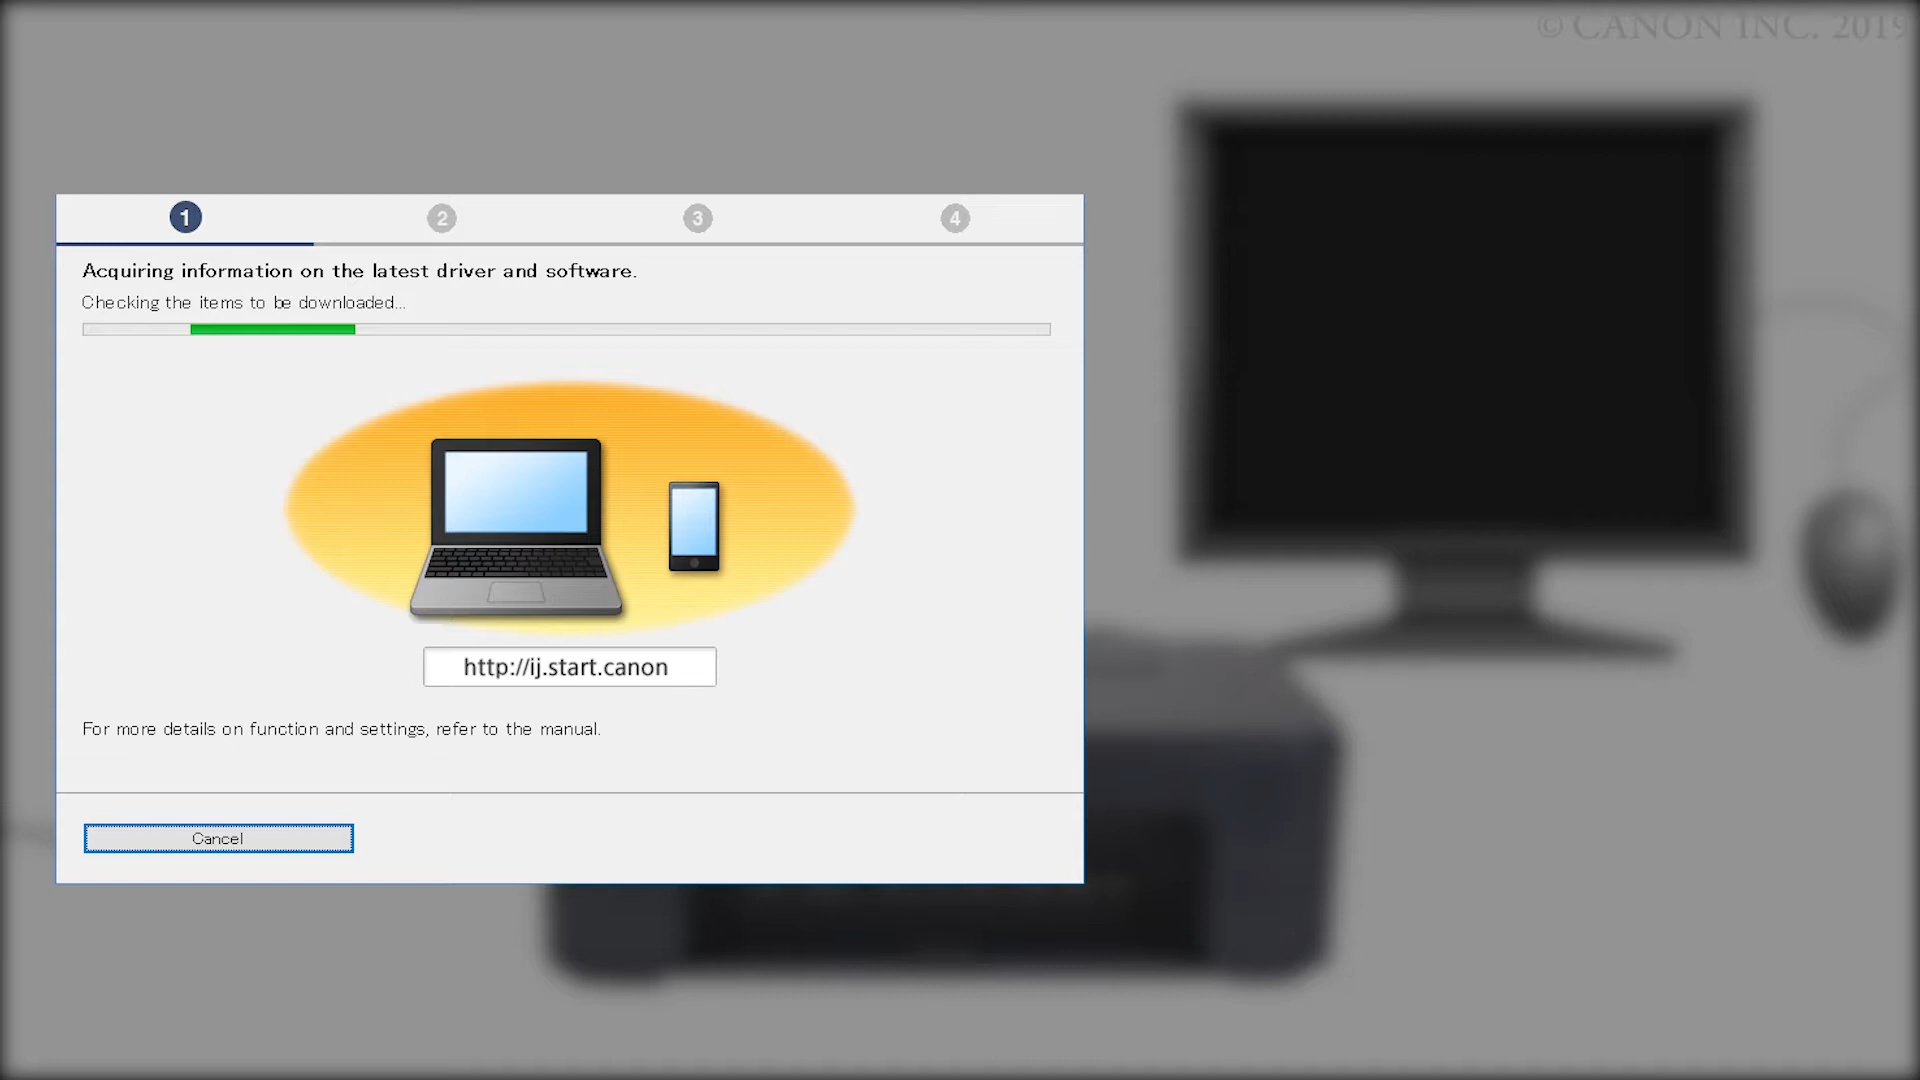 © CANON INC. 2019
1 2 3 4
Acquiring information on the latest driver and software.
Checking the items to be downloaded...
http://ij.start.canon
For more details on function and settings, refer to the manual.
Cancel